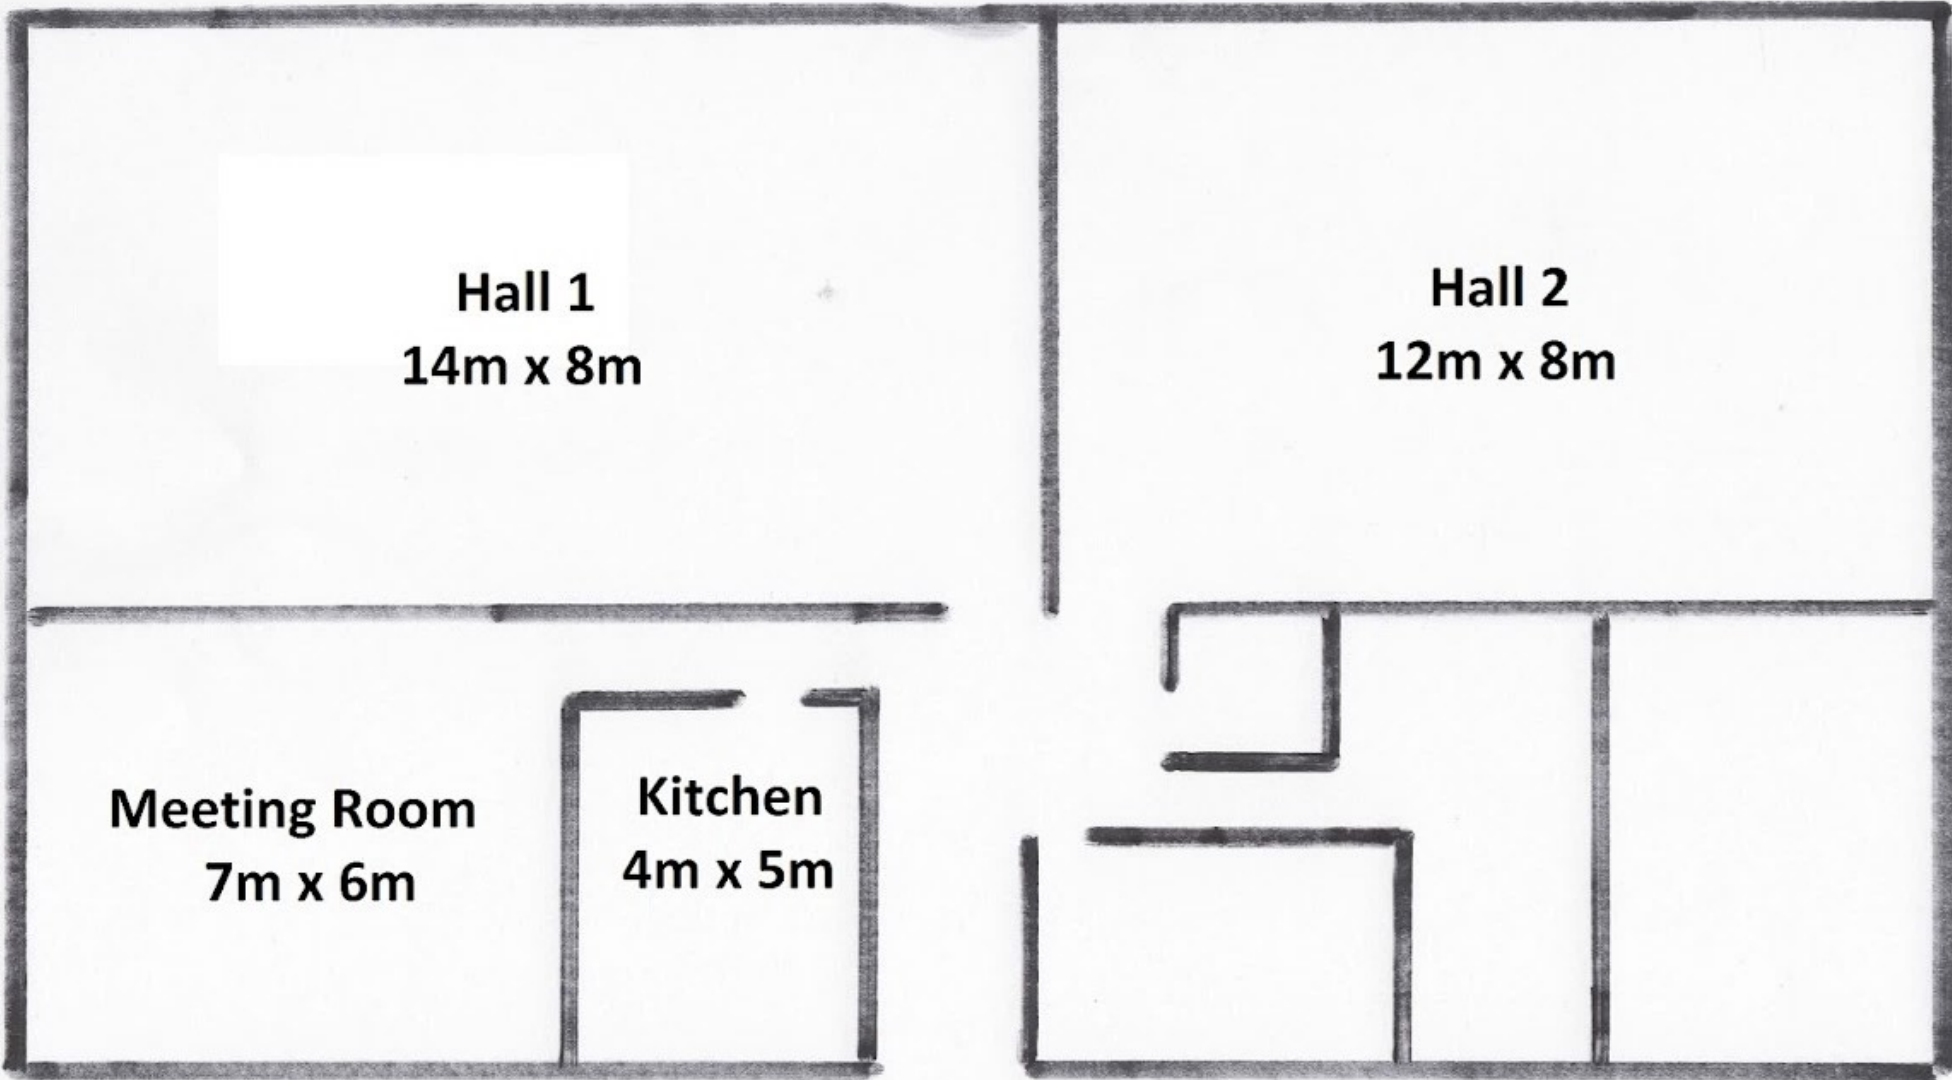 Hall 1
14m x 8m
Hall 2
12m x 8m
Meeting Room
7m x 6m
Kitchen
4m x 5m